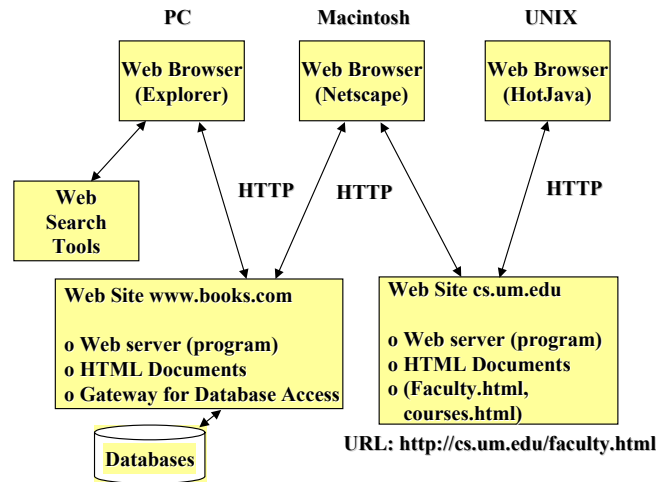 PC
Macintosh
UNIX
Web Browser
(Explorer)
Web Browser
(Netscape)
Web Browser
(HotJava)
Web
Search
Tools
HTTP
HTTP
HTTP
Web Site www.books.com
o Web server (program)
o HTML Documents
o Gateway for Database Access
Web Site cs.um.edu
o Web server (program)
o HTML Documents
o (Faculty.html,
courses.html)
URL: http://cs.um.edu/faculty.html
Databases